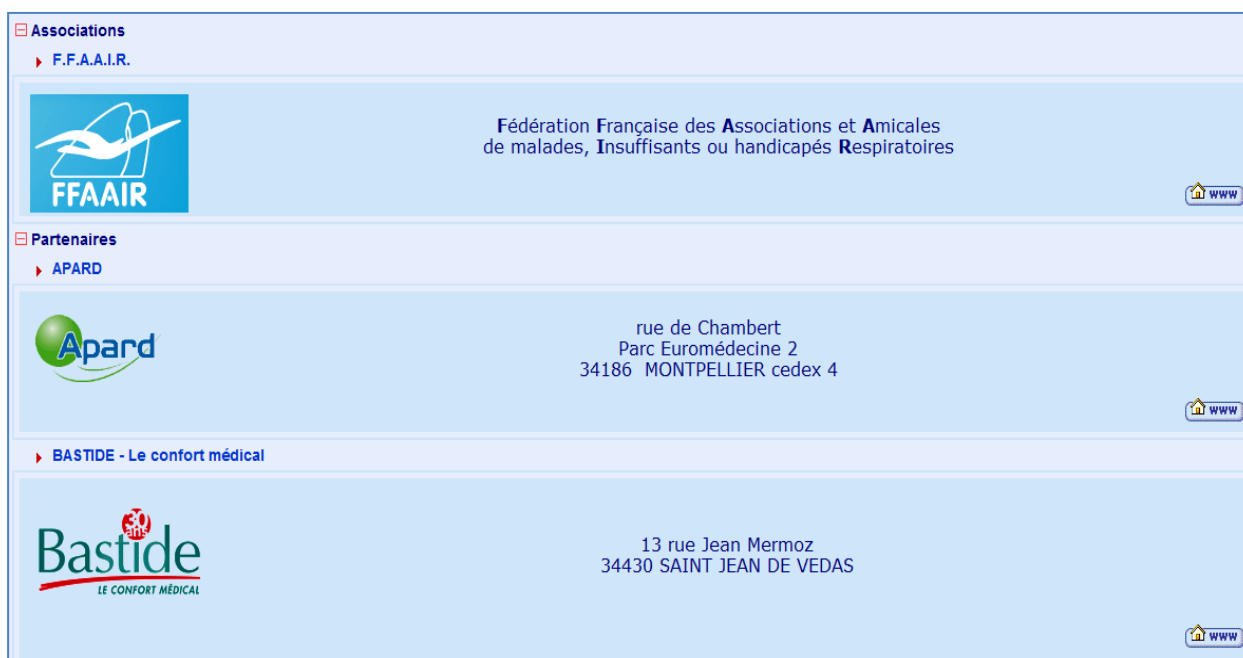 Associations
F.F.A.A.I.R.
FFAAIR
Fédération Française des Associations et Amicales
de malades, Insuffisants ou handicapés Respiratoires
www
Partenaires
APARD
Apard
rue de Chambert
Parc Euromédecine 2
34186 MONTPELLIER cedex 4
www
BASTIDE - Le confort médical
30
ans
Bastide
LE CONFORT MÉDICAL
13 rue Jean Mermoz
34430 SAINT JEAN DE VEDAS
www